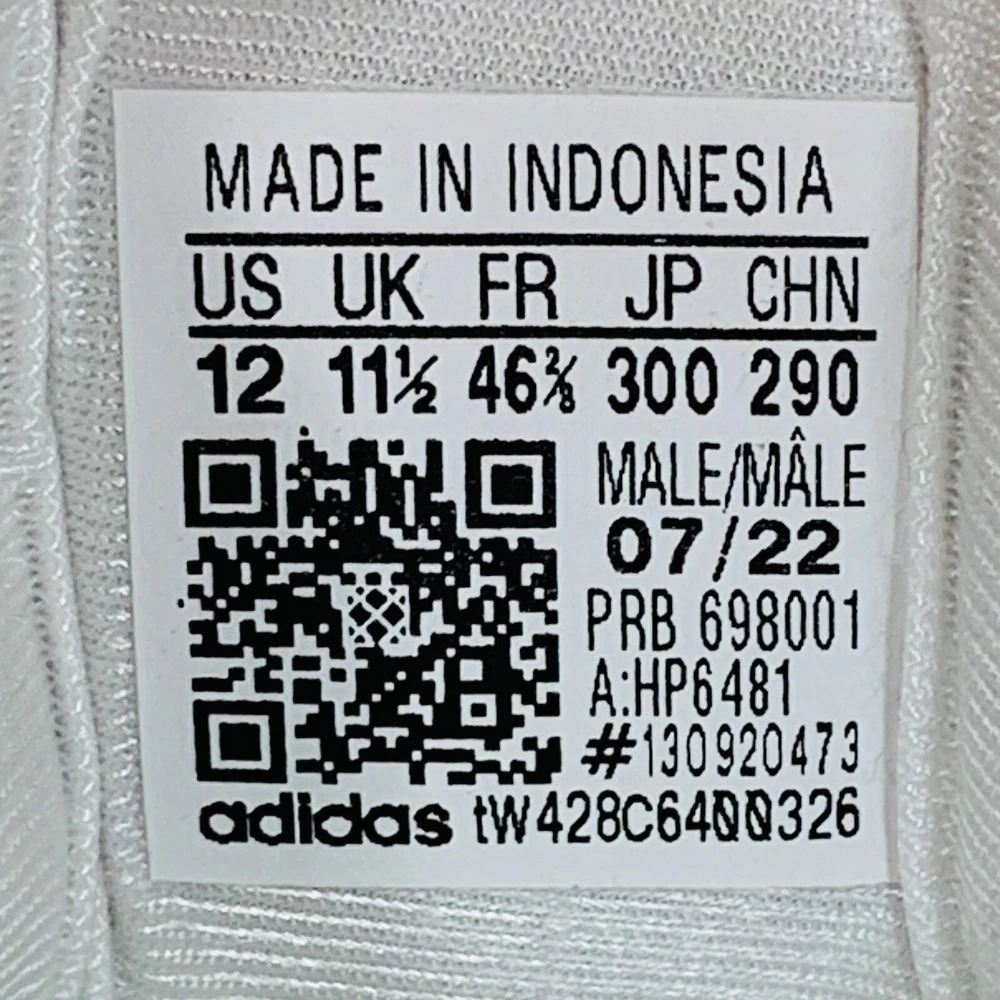 MADE IN INDONESIA
US UK FR JP CHN
12 11½ 46⅔ 300 290
MALE/MÂLE
07/22
PRB 698001
A:HP6481
#130920473
adidas tW428C6400326